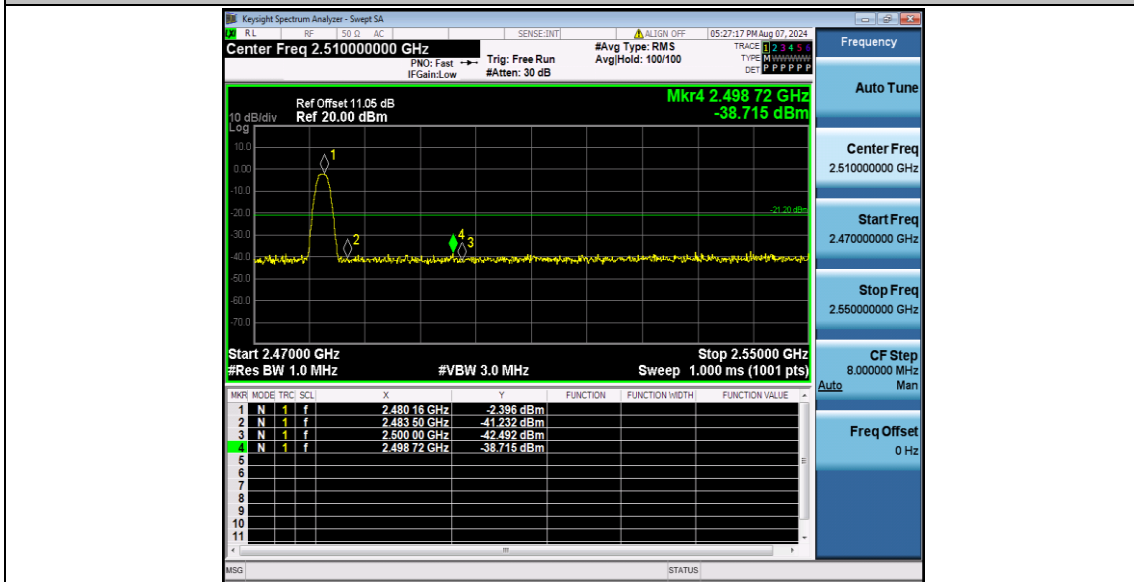 Keysight Spectrum Analyzer - Swept SA
RL RF 50 Ω AC SENSE:INT ALIGN OFF 05:27:17 PM Aug 07, 2024
Center Freq 2.510000000 GHz
PNO: Fast
IFGain:Low
Trig: Free Run
#Atten: 30 dB
#Avg Type: RMS
Avg|Hold: 100/100
TRACE 1 2 3 4 5 6
TYPE M WWWWW
DET P P P P P P
Mkr4 2.498 72 GHz
-38.715 dBm
Ref Offset 11.05 dB
10 dB/div Ref 20.00 dBm
Log
10.0
0.00
-10.0
-20.0
-30.0
-40.0
-50.0
-60.0
-70.0
1
2
4
3
-21.20 dBm
Start 2.47000 GHz Stop 2.55000 GHz
#Res BW 1.0 MHz #VBW 3.0 MHz Sweep 1.000 ms (1001 pts)
MKR MODE TRC SCL X Y FUNCTION FUNCTION WIDTH FUNCTION VALUE
1 N 1 f 2.480 16 GHz -2.396 dBm
2 N 1 f 2.483 50 GHz -41.232 dBm
3 N 1 f 2.500 00 GHz -42.492 dBm
4 N 1 f 2.498 72 GHz -38.715 dBm
5
6
7
8
9
10
11
MSG STATUS
Frequency
Auto Tune
Center Freq
2.510000000 GHz
Start Freq
2.470000000 GHz
Stop Freq
2.550000000 GHz
CF Step
8.000000 MHz
Auto Man
Freq Offset
0 Hz